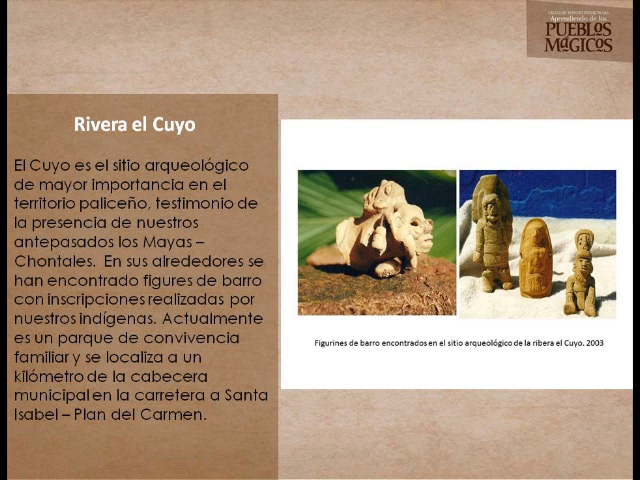 Aprendiendo de los
PUEBLOS
MÁGICOS
Rivera el Cuyo
El Cuyo es el sitio arqueológico
de mayor importancia en el
territorio paliceño, testimonio de
la presencia de nuestros
antepasados los Mayas –
Chontales.  En sus alrededores se
han encontrado figures de barro
con inscripciones realizadas por
nuestros indígenas. Actualmente
es un parque de convivencia
familiar y se localiza a un
kilómetro de la cabecera
municipal en la carretera a Santa
Isabel – Plan del Carmen.
Figurines de barro encontrados en el sitio arqueológico de la ribera el Cuyo. 2003